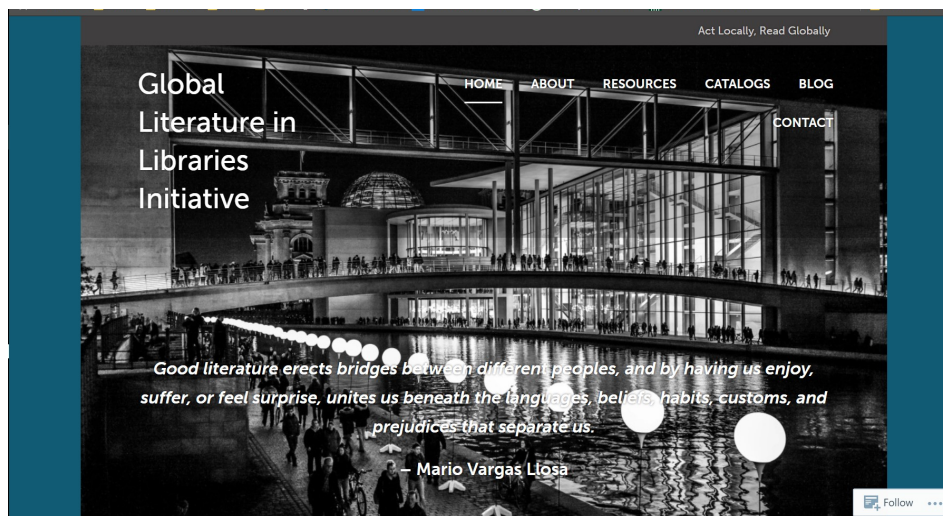 Act Locally, Read Globally
Global
Literature in
Libraries
Initiative
HOME ABOUT RESOURCES CATALOGS BLOG
CONTACT
Good literature erects bridges between different peoples, and by having us enjoy,
suffer, or feel surprise, unites us beneath the languages, beliefs, habits, customs, and
prejudices that separate us.
– Mario Vargas Llosa
Follow